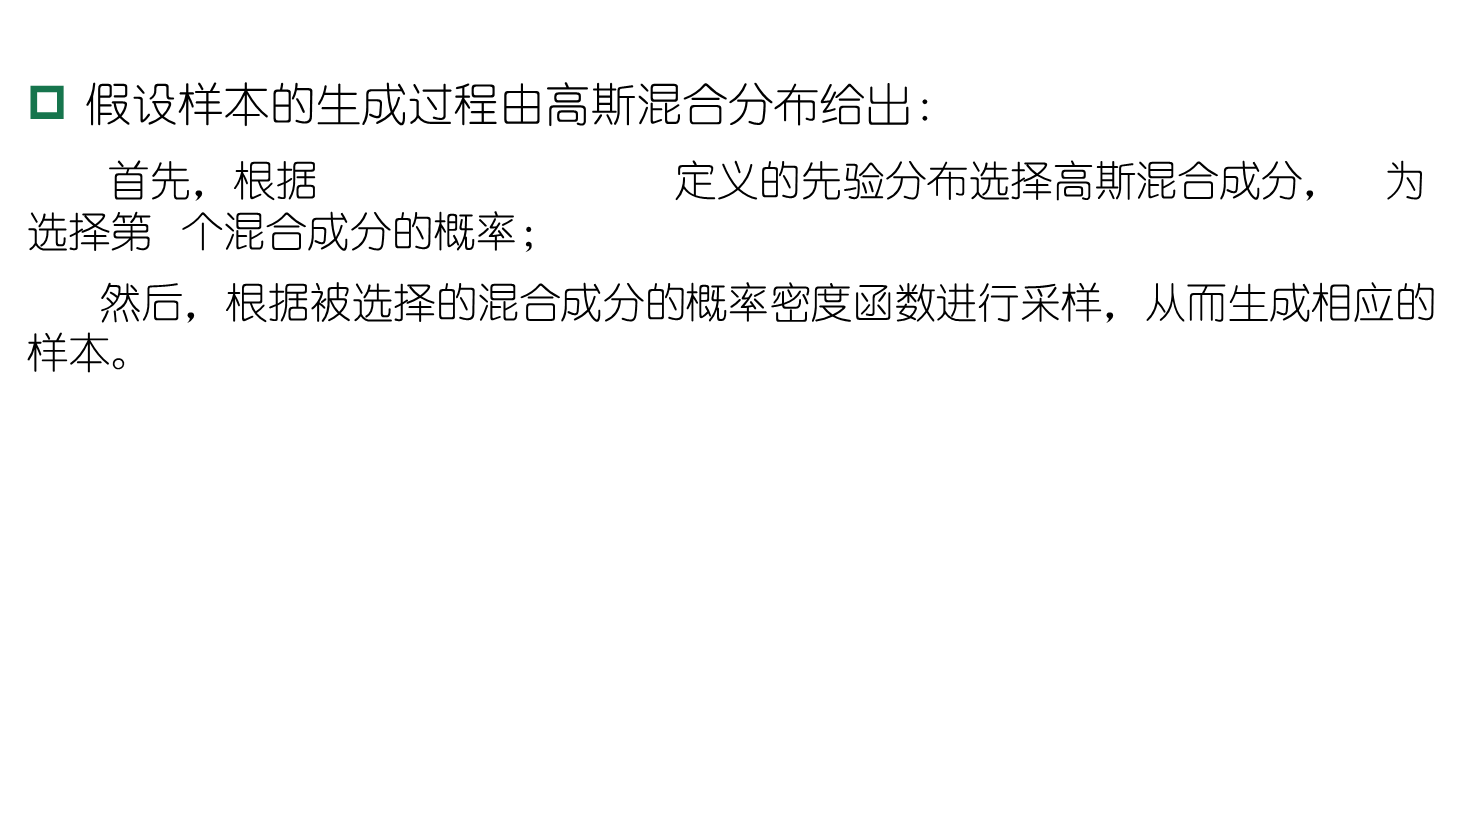 假设样本的生成过程由高斯混合分布给出：
首先，根据 定义的先验分布选择高斯混合成分， 为
选择第 个混合成分的概率；
然后，根据被选择的混合成分的概率密度函数进行采样，从而生成相应的
样本。